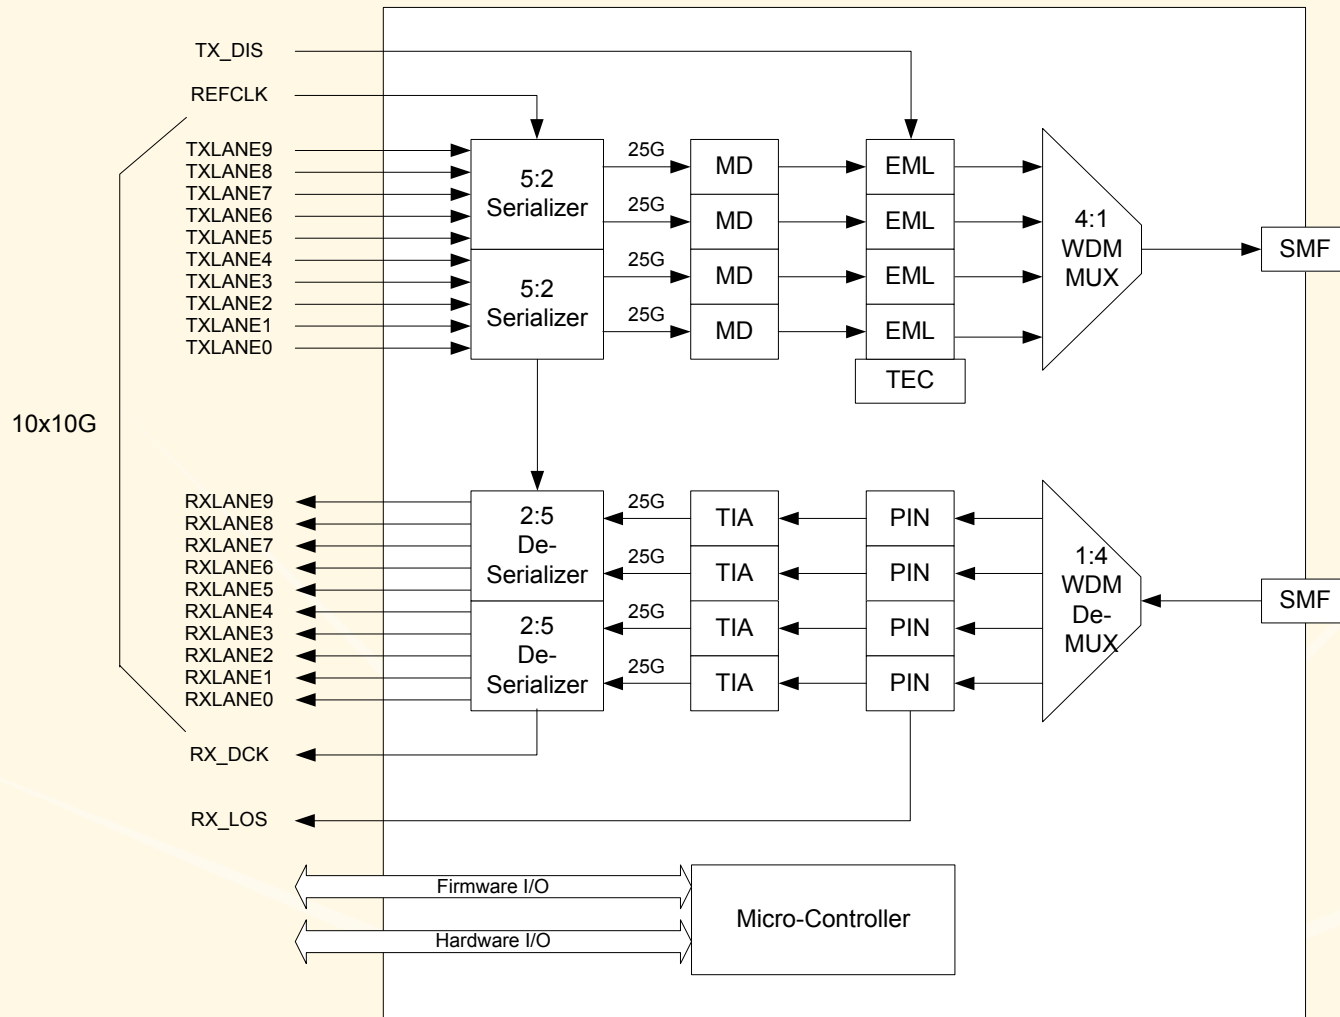 TX_DIS
REFCLK
TXLANE9
TXLANE8
TXLANE7
TXLANE6
TXLANE5
TXLANE4
TXLANE3
TXLANE2
TXLANE1
TXLANE0
5:2
Serializer
5:2
Serializer
25G
25G
25G
25G
MD
MD
MD
MD
EML
EML
EML
EML
TEC
4:1
WDM
MUX
SMF
10x10G
RXLANE9
RXLANE8
RXLANE7
RXLANE6
RXLANE5
RXLANE4
RXLANE3
RXLANE2
RXLANE1
RXLANE0
2:5
De-
Serializer
2:5
De-
Serializer
25G
25G
25G
25G
TIA
TIA
TIA
TIA
PIN
PIN
PIN
PIN
1:4
WDM
De-
MUX
SMF
RX_DCK
RX_LOS
Firmware I/O
Hardware I/O
Micro-Controller